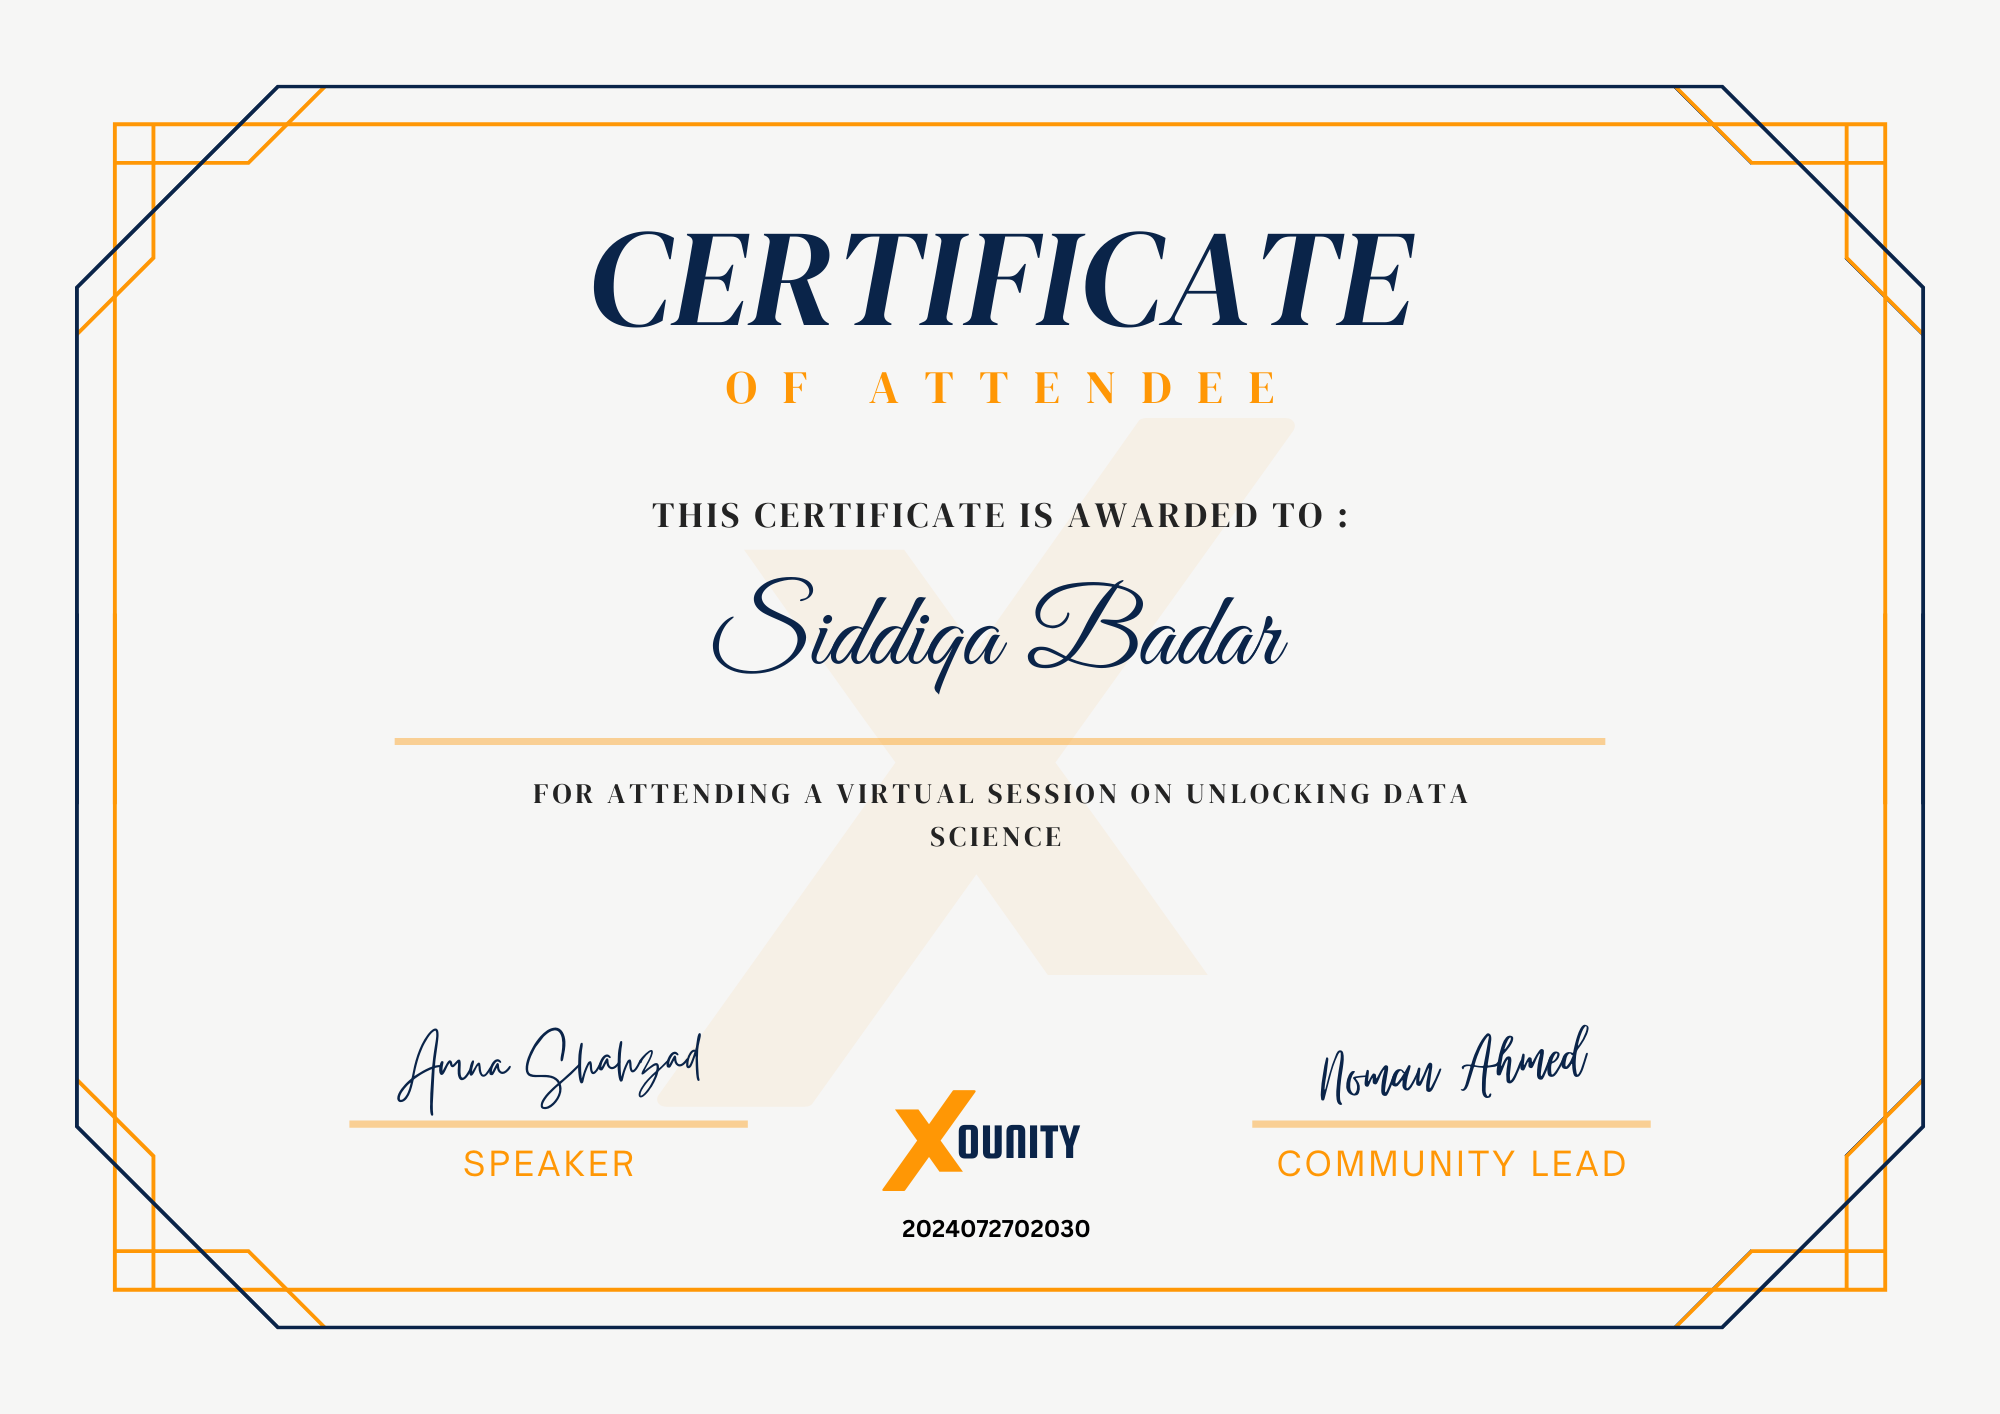 CERTIFICATE
OF ATTENDEE
THIS CERTIFICATE IS AWARDED TO :
Siddiqa Badar
FOR ATTENDING A VIRTUAL SESSION ON UNLOCKING DATA
SCIENCE
Amna Shahzad
SPEAKER
XOUNITY
2024072702030
Noman Ahmed
COMMUNITY LEAD